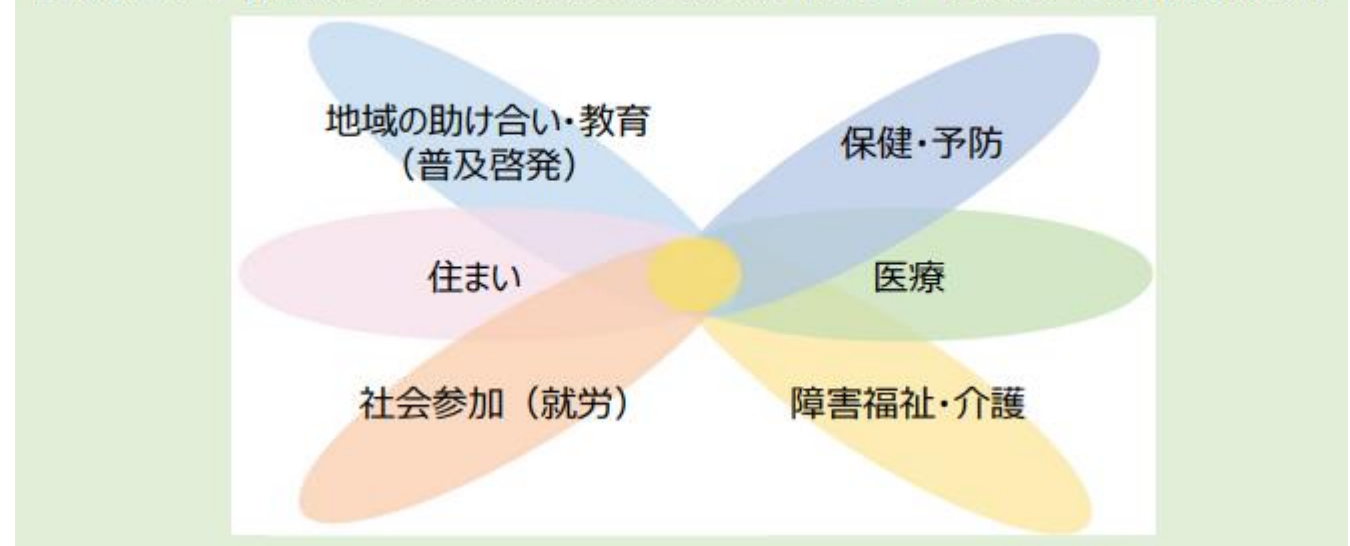 地域の助け合い・教育
（普及啓発）
保健・予防
住まい
医療
社会参加（就労）
障害福祉・介護